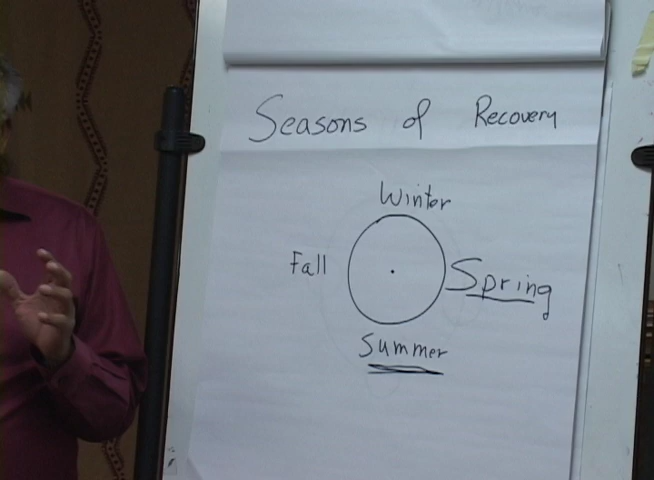 Seasons of Recovery
Winter
Fall
Spring
Summer